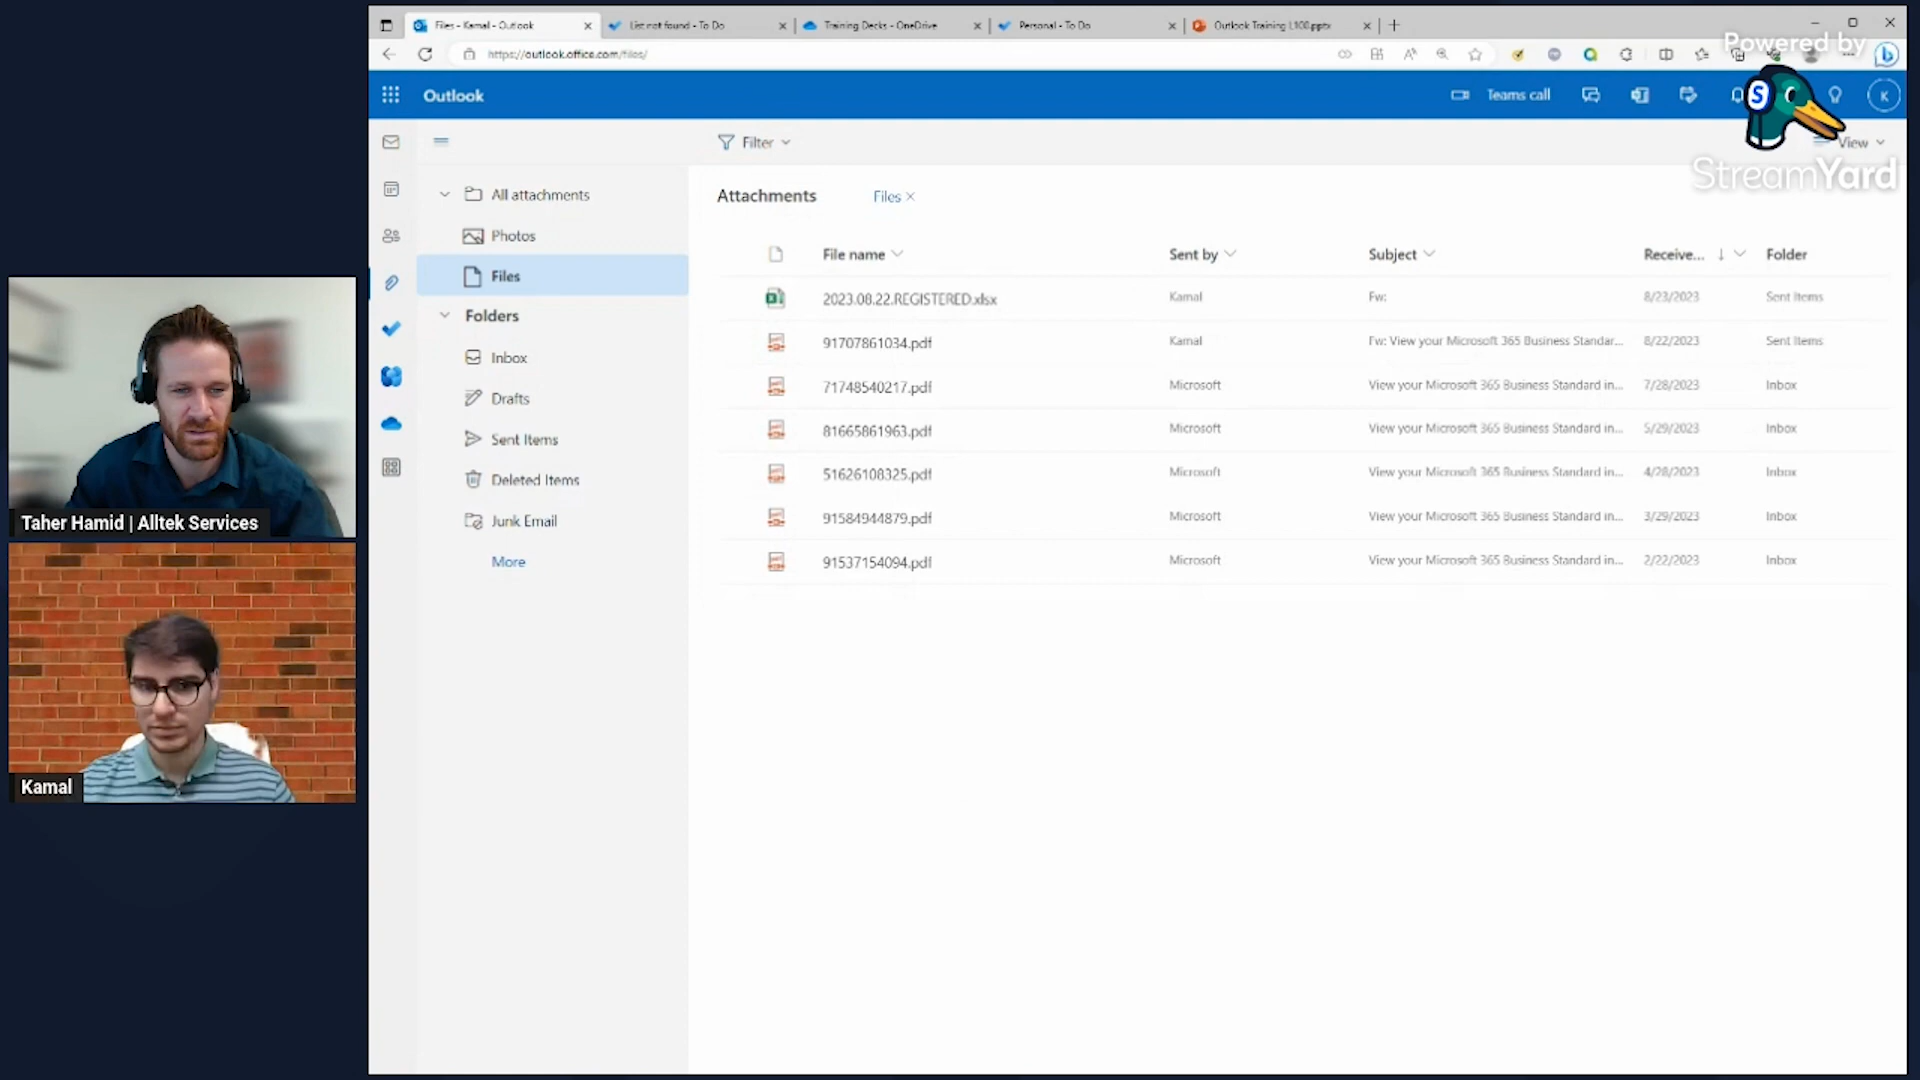 Files - Kamal - Outlook
List not found - To Do
Training Decks - OneDrive
Personal - To Do
Outlook Training L100.pptx
https://outlook.office.com/files/
Powered by
StreamYard
Outlook
Teams call
K
Filter
View
All attachments
Photos
Files
Folders
Inbox
Drafts
Sent Items
Deleted Items
Junk Email
More
Attachments
Files
File name
Sent by
Subject
Receive...
Folder
2023.08.22.REGISTERED.xlsx
Kamal
Fw:
8/23/2023
Sent Items
91707861034.pdf
Kamal
Fw: View your Microsoft 365 Business Standar...
8/22/2023
Sent Items
71748540217.pdf
Microsoft
View your Microsoft 365 Business Standard in...
7/28/2023
Inbox
81665861963.pdf
Microsoft
View your Microsoft 365 Business Standard in...
5/29/2023
Inbox
51626108325.pdf
Microsoft
View your Microsoft 365 Business Standard in...
4/28/2023
Inbox
91584944879.pdf
Microsoft
View your Microsoft 365 Business Standard in...
3/29/2023
Inbox
91537154094.pdf
Microsoft
View your Microsoft 365 Business Standard in...
2/22/2023
Inbox
Taher Hamid | Alltek Services
Kamal